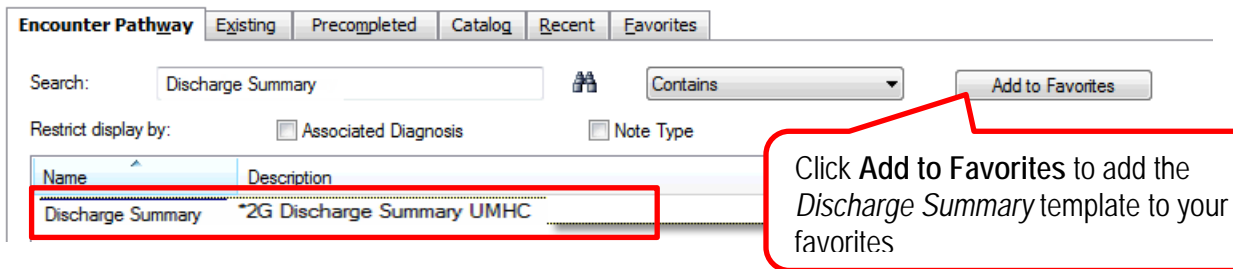 Encounter Pathway Existing Precompleted Catalog Recent Favorites
Search: Discharge Summary Contains Add to Favorites
Restrict display by: Associated Diagnosis Note Type
Name Description
Discharge Summary *2G Discharge Summary UMHC
Click Add to Favorites to add the
Discharge Summary template to your
favorites